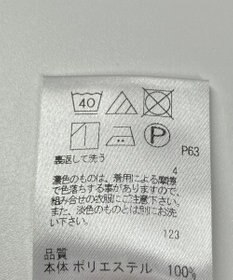 40
P
P63
裏返して洗う
4
濃色のものは、着用による摩擦
で色落ちする事がありますので、
組み合せの衣服にご注意下さい。
また、淡色のものとは別にお洗
い下さい。
123
品質
本体 ポリエステル 100%